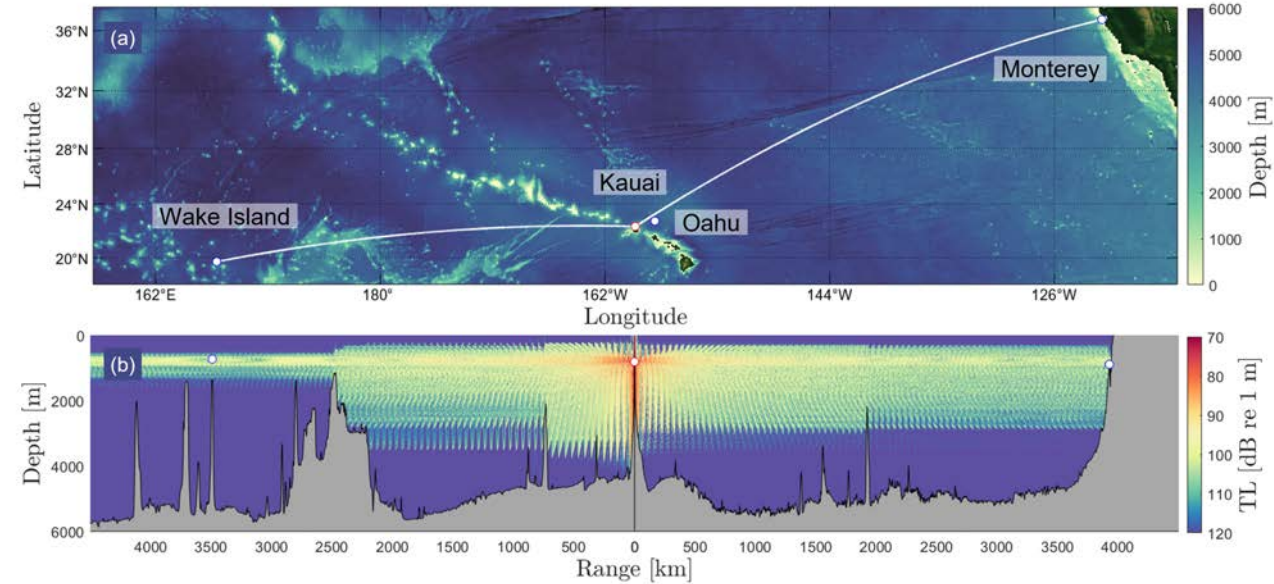 (a)
36°N
32°N
28°N
24°N
20°N
Latitude
Monterey
Kauai
Oahu
Wake Island
162°E
180°
162°W
144°W
126°W
Longitude
6000
5000
4000
3000
2000
1000
0
Depth [m]
(b)
0
2000
4000
6000
Depth [m]
4000
3500
3000
2500
2000
1500
1000
500
0
500
1000
1500
2000
2500
3000
3500
4000
Range [km]
70
80
90
100
110
120
TL [dB re 1 m]